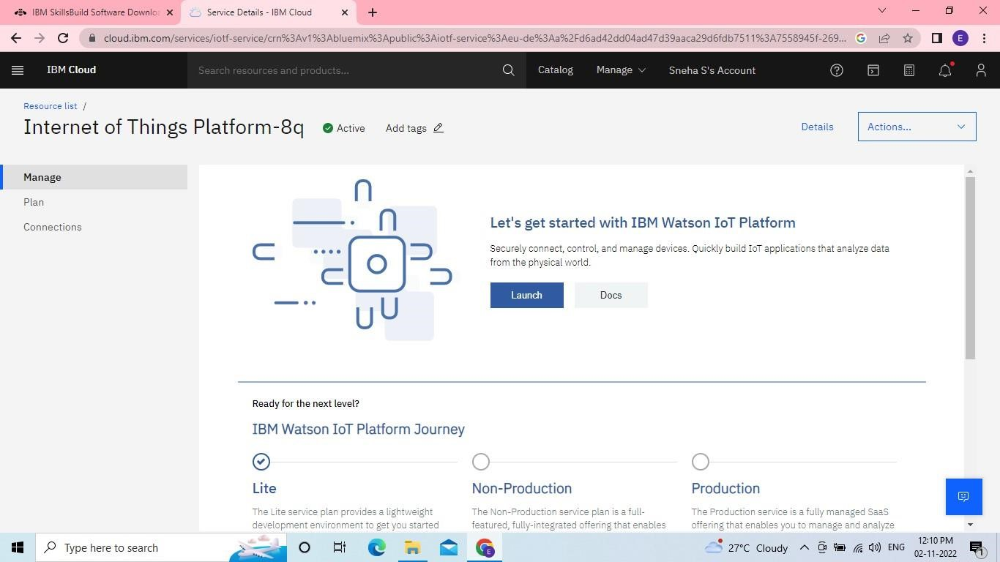 IBM SkillsBuild Software Downlo
Service Details - IBM Cloud
cloud.ibm.com/services/iotf-service/crn%3Av1%3Abluemix%3Apublic%3Aiotf-service%3Aeu-de%3Aa%2Fd6ad42dd04ad47d39aaca29d6fdb7511%3A7558945f-269...
E
IBM Cloud
Search resources and products...
Catalog
Manage
Sneha S's Account
Resource list /
Internet of Things Platform-8q
Active
Add tags
Details
Actions...
Manage
Plan
Connections
Let's get started with IBM Watson IoT Platform
Securely connect, control, and manage devices. Quickly build IoT applications that analyze data
from the physical world.
Launch
Docs
Ready for the next level?
IBM Watson IoT Platform Journey
Lite
The Lite service plan provides a lightweight
development environment to get you started
Non-Production
The Non-Production service plan is a full-
featured, fully-integrated offering that enables
Production
The Production service is a fully managed SaaS
offering that enables you to manage and analyze
Type here to search
E
27°C Cloudy
ENG
12:10 PM
02-11-2022
1